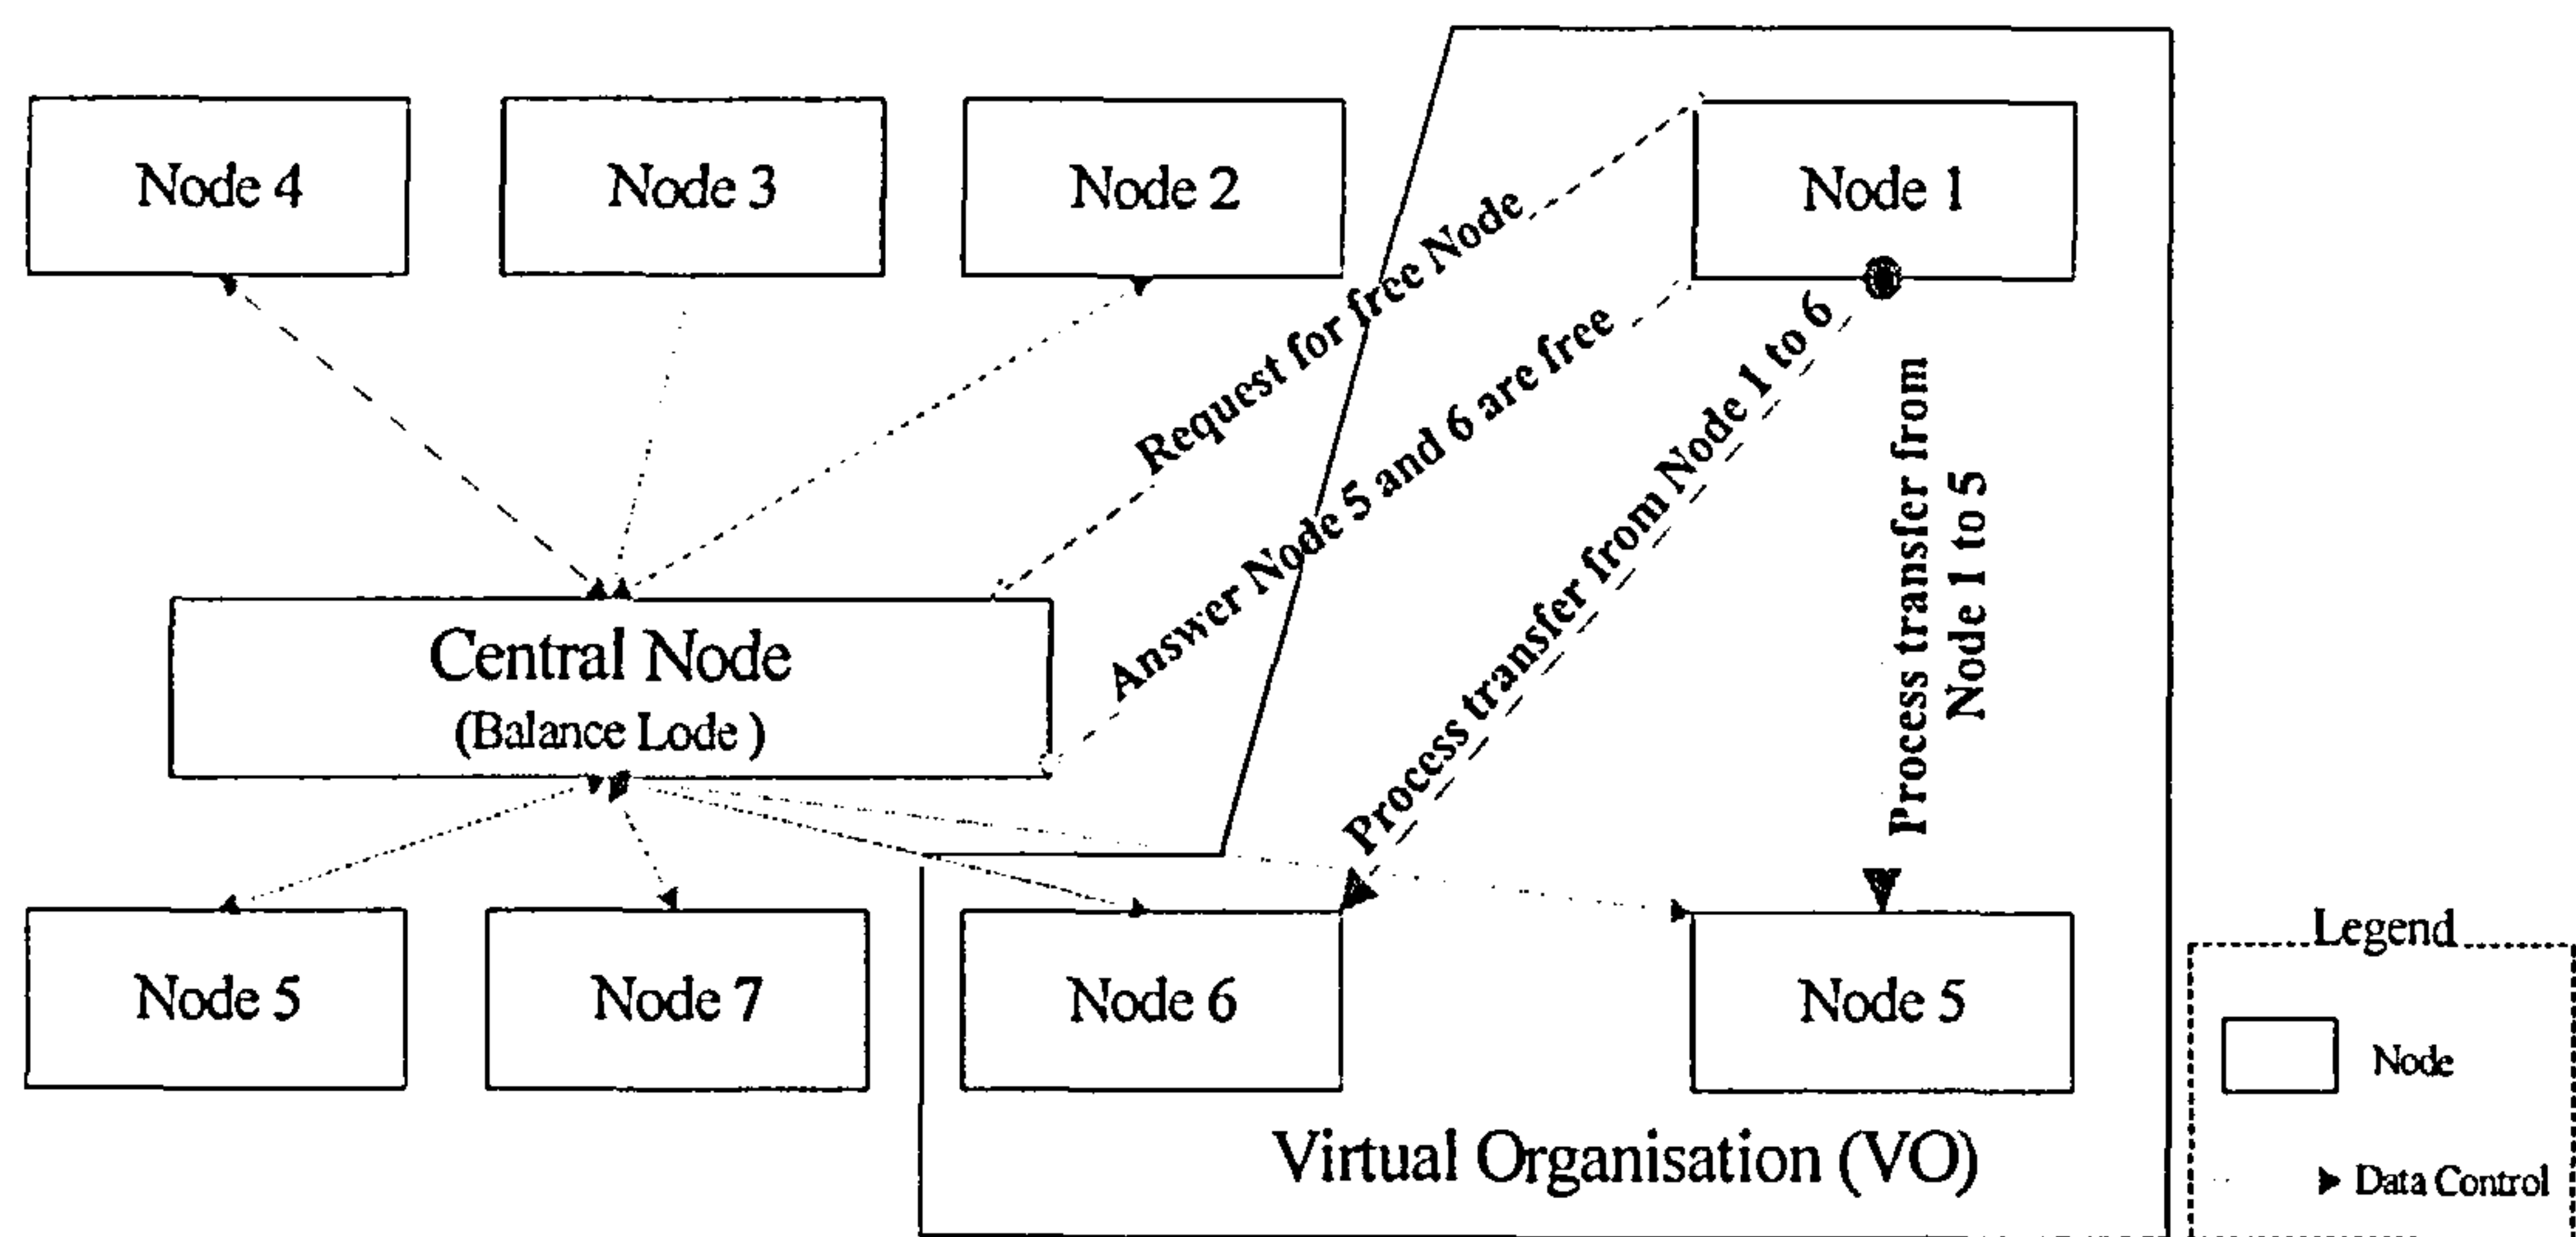 Node 4
Node 3
Node 2
Node 1
Request for free Node
Answer Node 5 and 6 are free
Process transfer from Node 1 to 6
Process transfer from
Node 1 to 5
Central Node
(Balance Lode )
Node 5
Node 7
Node 6
Node 5
Virtual Organisation (VO)
Legend
Node
Data Control